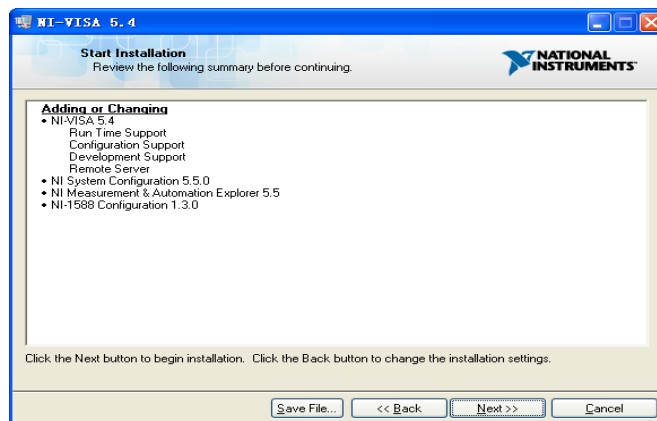 NI-VISA 5.4
Start Installation
Review the following summary before continuing.
NATIONAL
INSTRUMENTS™
Adding or Changing
• NI-VISA 5.4
Run Time Support
Configuration Support
Development Support
Remote Server
• NI System Configuration 5.5.0
• NI Measurement & Automation Explorer 5.5
• NI-1588 Configuration 1.3.0
Click the Next button to begin installation. Click the Back button to change the installation settings.
Save File... << Back Next >> Cancel